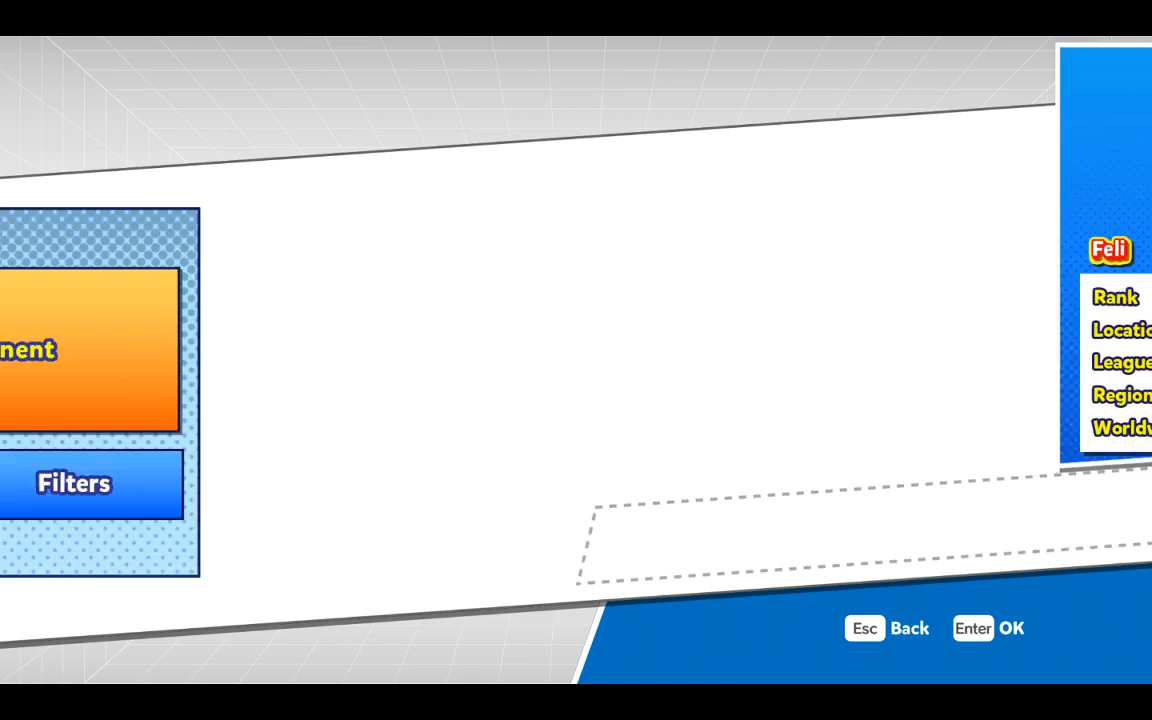 nent
Filters
Feli
Rank
Locatio
League
Region
Worldw
Esc Back Enter OK